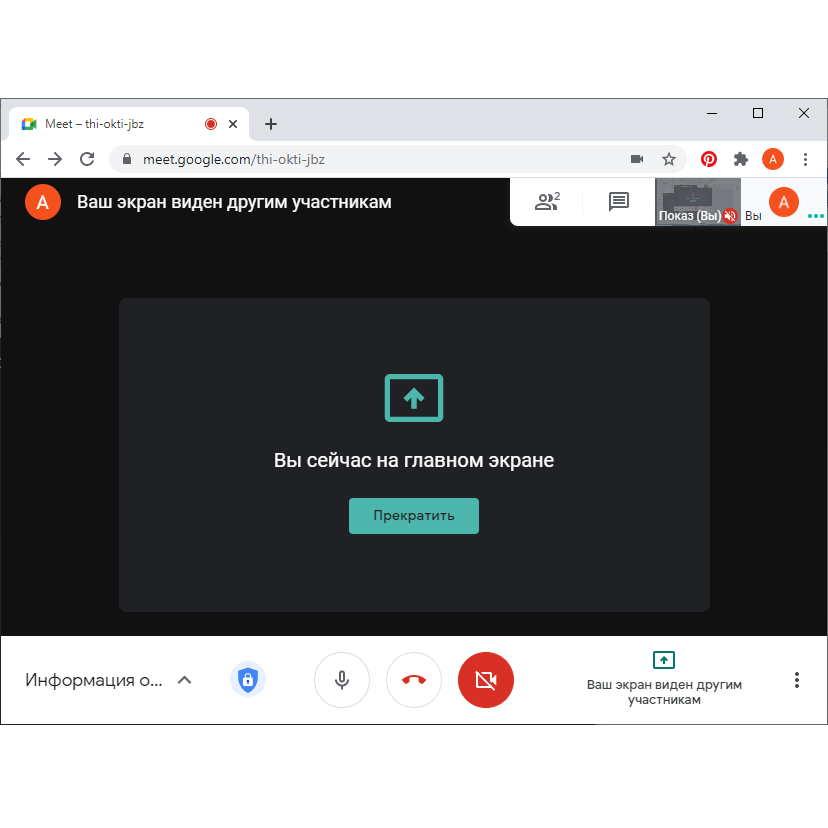 Meet – thi-okti-jbz
meet.google.com/thi-okti-jbz
A
A
Ваш экран виден другим участникам
2
Показ (Вы)
Вы
A
Вы сейчас на главном экране
Прекратить
Информация о...
Ваш экран виден другим
участникам